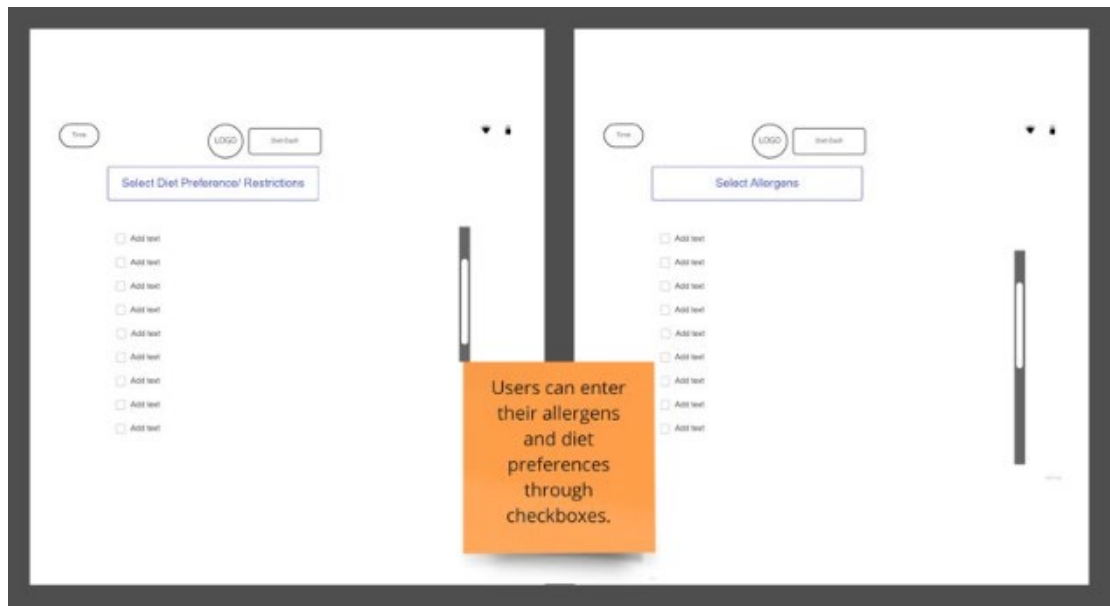 Time
LOGO
Select Diet Preference/ Restrictions
Add text
Add text
Add text
Add text
Add text
Add text
Add text
Add text
Add text
Time
LOGO
Select Allergens
Add text
Add text
Add text
Add text
Add text
Add text
Add text
Add text
Add text
Users can enter
their allergens
and diet
preferences
through
checkboxes.